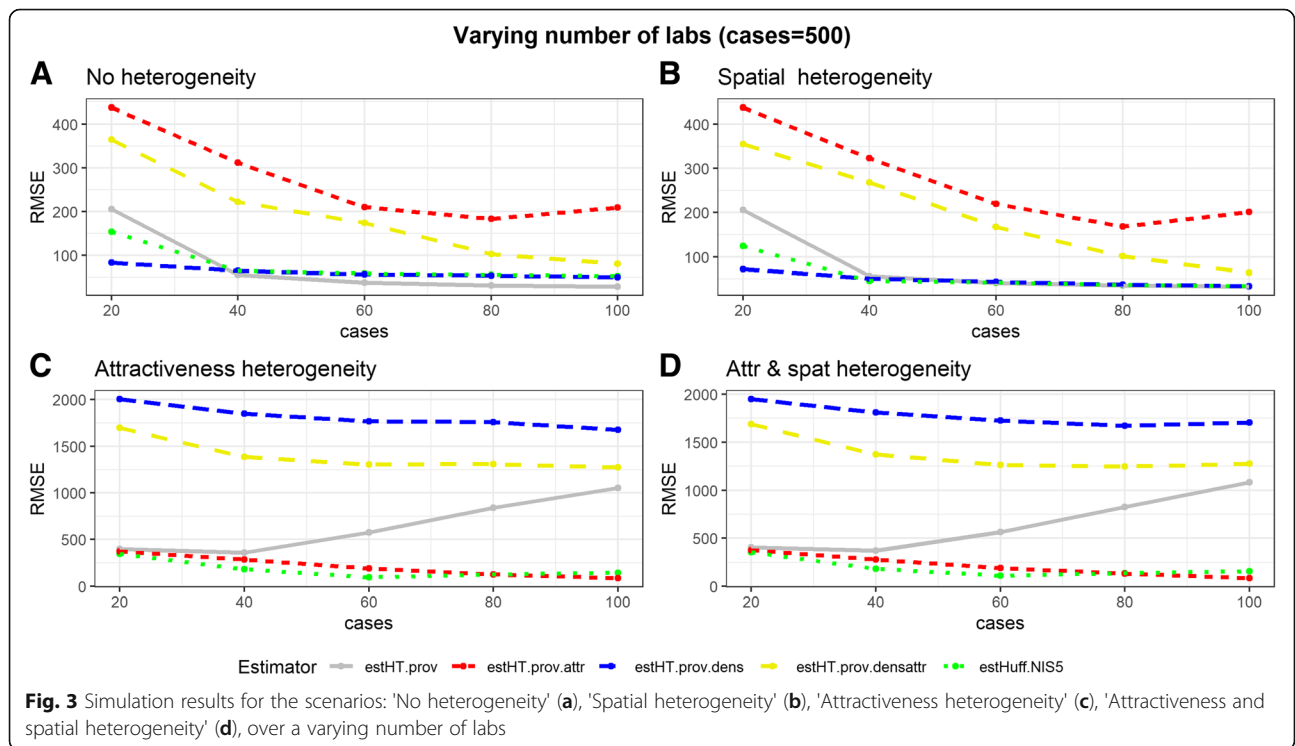 Varying number of labs (cases=500)
A No heterogeneity
RMSE
400
300
200
100
20 40 60 80 100
cases
B Spatial heterogeneity
RMSE
400
300
200
100
20 40 60 80 100
cases
C Attractiveness heterogeneity
RMSE
2000
1500
1000
500
0
20 40 60 80 100
cases
D Attr & spat heterogeneity
RMSE
2000
1500
1000
500
0
20 40 60 80 100
cases
Estimator estHT.prov estHT.prov.attr estHT.prov.dens estHT.prov.densattr estHuff.NIS5
Fig. 3 Simulation results for the scenarios: 'No heterogeneity' (a), 'Spatial heterogeneity' (b), 'Attractiveness heterogeneity' (c), 'Attractiveness and
spatial heterogeneity' (d), over a varying number of labs